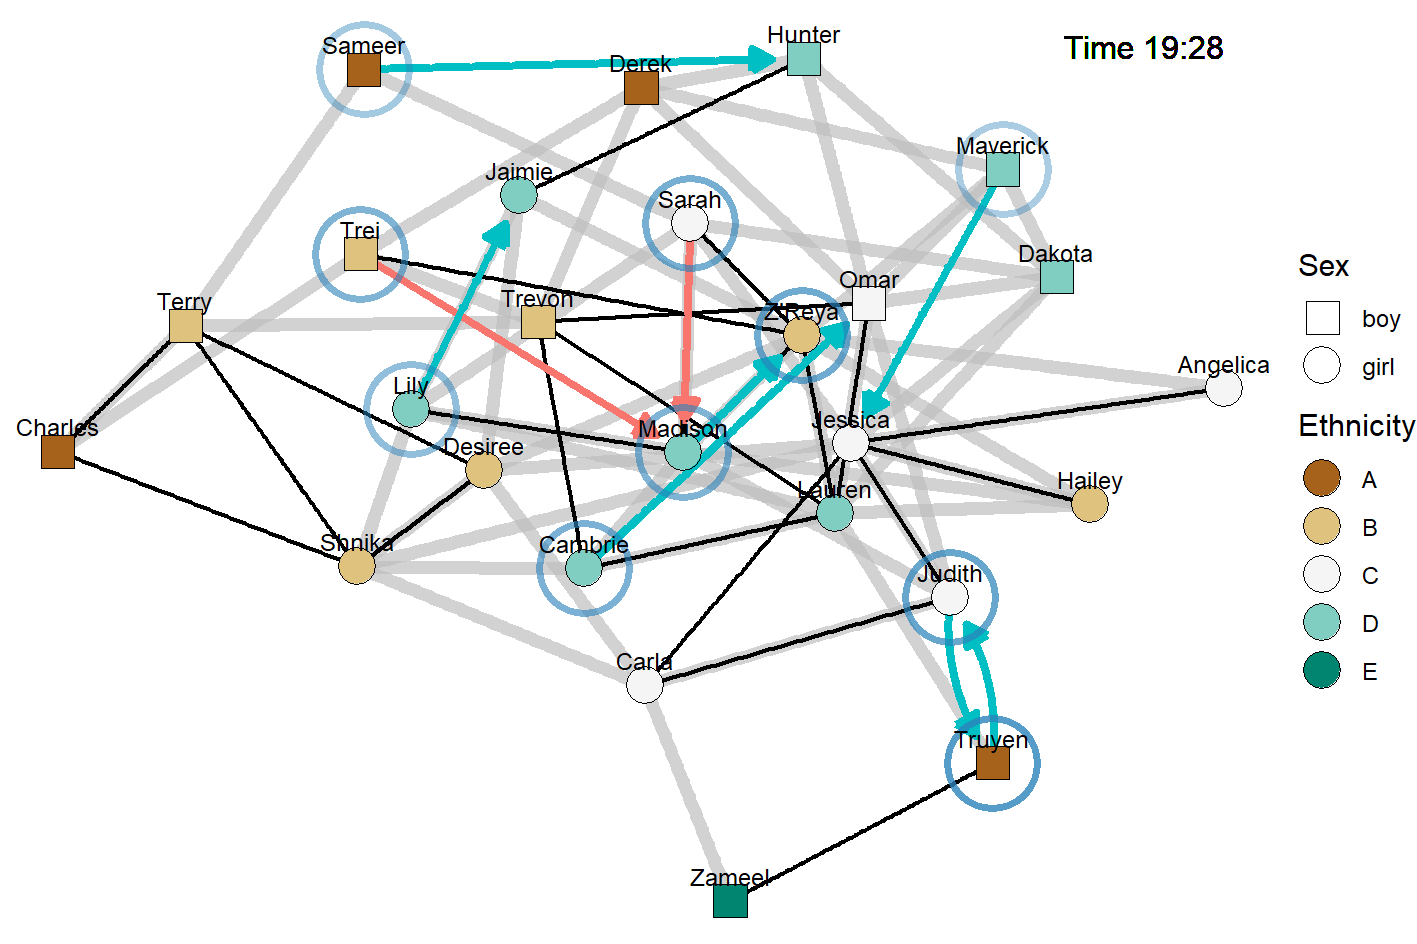 Hunter
Sameer
Time 19:28
Derek
Maverick
Jaimie
Sarah
Trei
Dakota
Sex
Omar
Terry
Trevon
Z'Reya
boy
Angelica
girl
Lily
Jessica
Ethnicity
Charles
Madison
Desiree
A
Hailey
Lauren
B
Shnika
Cambrie
C
Judith
D
Carla
E
Truyen
Zameel